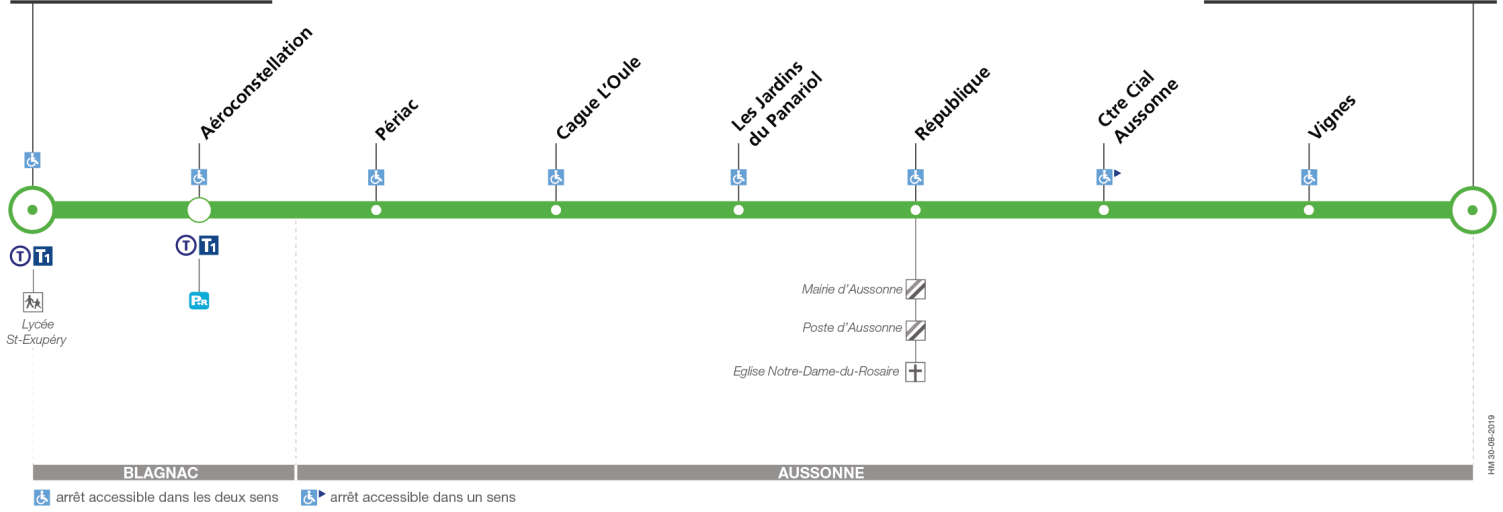 Aéroconstellation
Périac
Cague L'Oule
Les Jardins
du Panariol
République
Ctre Cial
Aussonne
Vignes
T T1
T T1
P+R
Lycée
St-Exupéry
Mairie d'Aussonne
Poste d'Aussonne
Eglise Notre-Dame-du-Rosaire
HM 30-08-2019
BLAGNAC
AUSSONNE
arrêt accessible dans les deux sens
arrêt accessible dans un sens